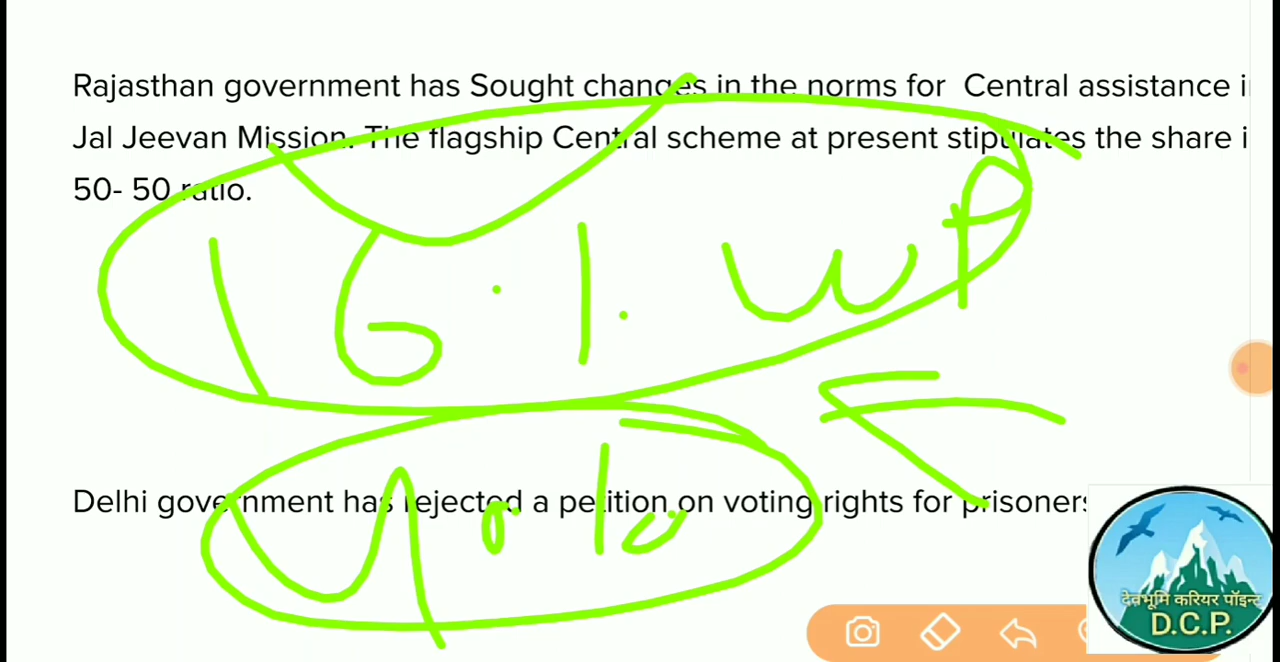 Rajasthan government has Sought changes in the norms for Central assistance i
Jal Jeevan Mission. The flagship Central scheme at present stipulates the share i
50- 50 ratio.
16 . 1.
Delhi government has rejected a petition on voting rights for prisoners
देवभूमि करियर पॉइन्ट
D.C.P.